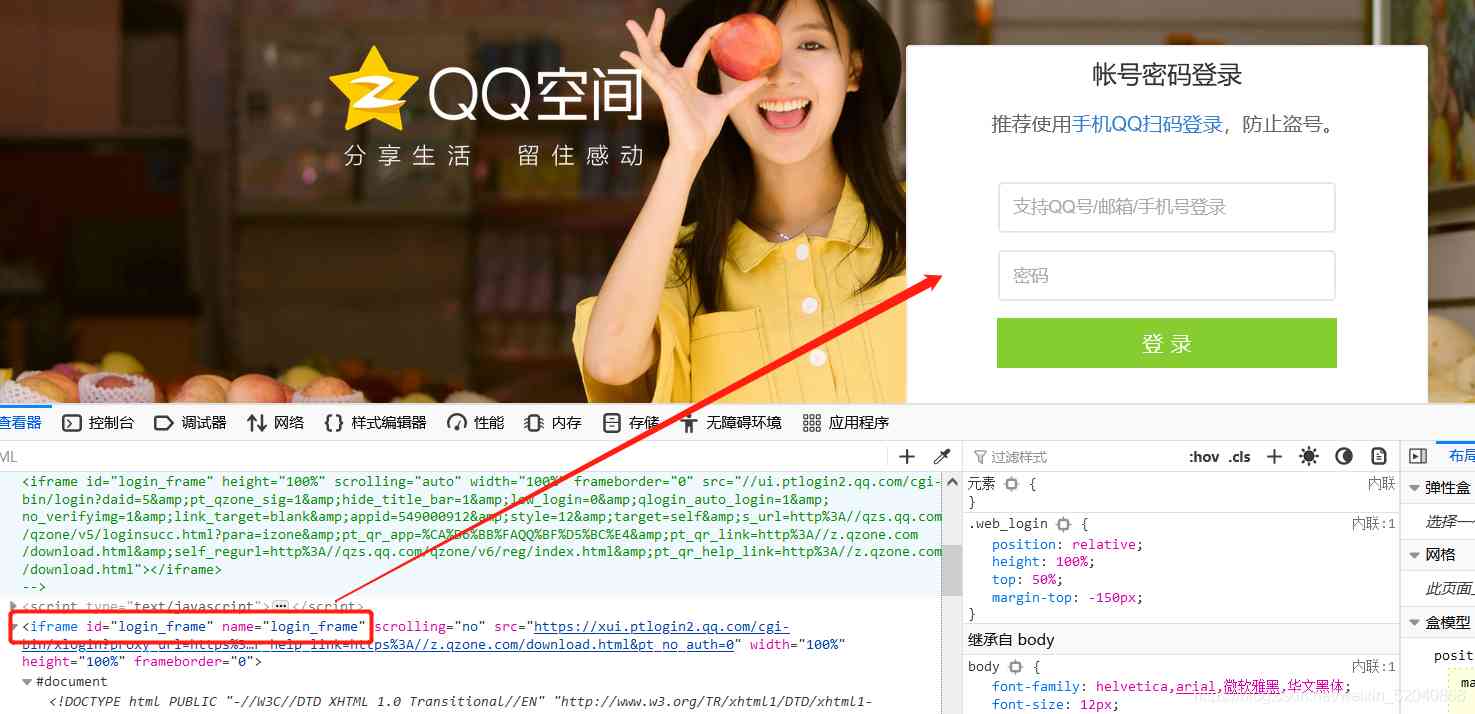 QQ空间
分享生活 留住感动
帐号密码登录
推荐使用手机QQ扫码登录，防止盗号。
支持QQ号/邮箱/手机号登录
密码
登 录
查看器 控制台 调试器 网络 样式编辑器 性能 内存 存储 无障碍环境 应用程序
ML
过滤样式 :hov .cls 布局
<iframe id="login_frame" height="100%" scrolling="auto" width="100%" frameborder="0" src="//ui.ptlogin2.qq.com/cgi-
bin/login?daid=5&amp;pt_qzone_sig=1&amp;hide_title_bar=1&amp;low_login=0&amp;qlogin_auto_login=1&amp;
no_verifyimg=1&amp;link_target=blank&amp;appid=549000912&amp;style=12&amp;target=self&amp;s_url=http%3A//qzs.qq.com
/qzone/v5/loginsucc.html?para=izone&amp;pt_qr_app=%CA%D6%BB%FAQQ%BF%D5%BC%E4&amp;pt_qr_link=http%3A//z.qzone.com
/download.html&amp;self_regurl=http%3A//qzs.qq.com/qzone/v6/reg/index.html&amp;pt_qr_help_link=http%3A//z.qzone.com
/download.html"></iframe>
-->
<script type="text/javascript"></script>
<iframe id="login_frame" name="login_frame" scrolling="no" src="https://xui.ptlogin2.qq.com/cgi-
bin/xlogin?proxy_url=https%5…r_help_link=https%3A//z.qzone.com/download.html&pt_no_auth=0" width="100%"
height="100%" frameborder="0">
#document
<!DOCTYPE html PUBLIC "-//W3C//DTD XHTML 1.0 Transitional//EN" "http://www.w3.org/TR/xhtml1/DTD/xhtml1-
元素 { 内联
}
.web_login { 内联:1
position: relative;
height: 100%;
top: 50%;
margin-top: -150px;
}
继承自 body
body { 内联:1
font-family: helvetica,arial,微软雅黑,华文黑体;
font-size: 12px;
弹性盒
选择一
网格
此页面
盒模型
posit
ma